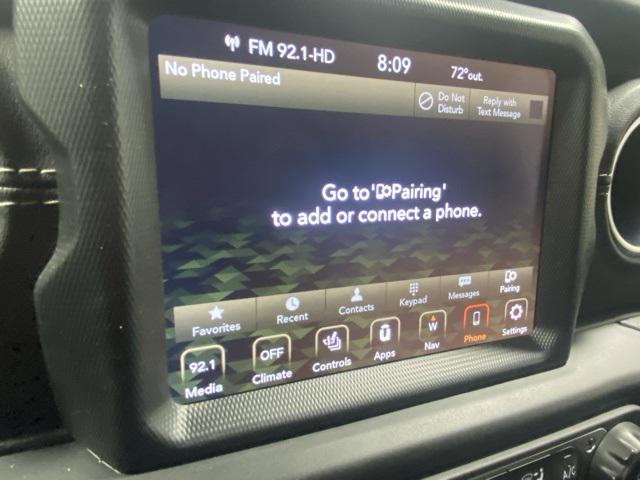 FM 92.1-HD 8:09 72°out.
No Phone Paired
Do Not
Disturb
Reply with
Text Message
Go to 'Pairing'
to add or connect a phone.
Favorites Recent Contacts Keypad Messages Pairing
92.1 OFF W
Media Climate Controls Apps Nav Phone Settings
A/C